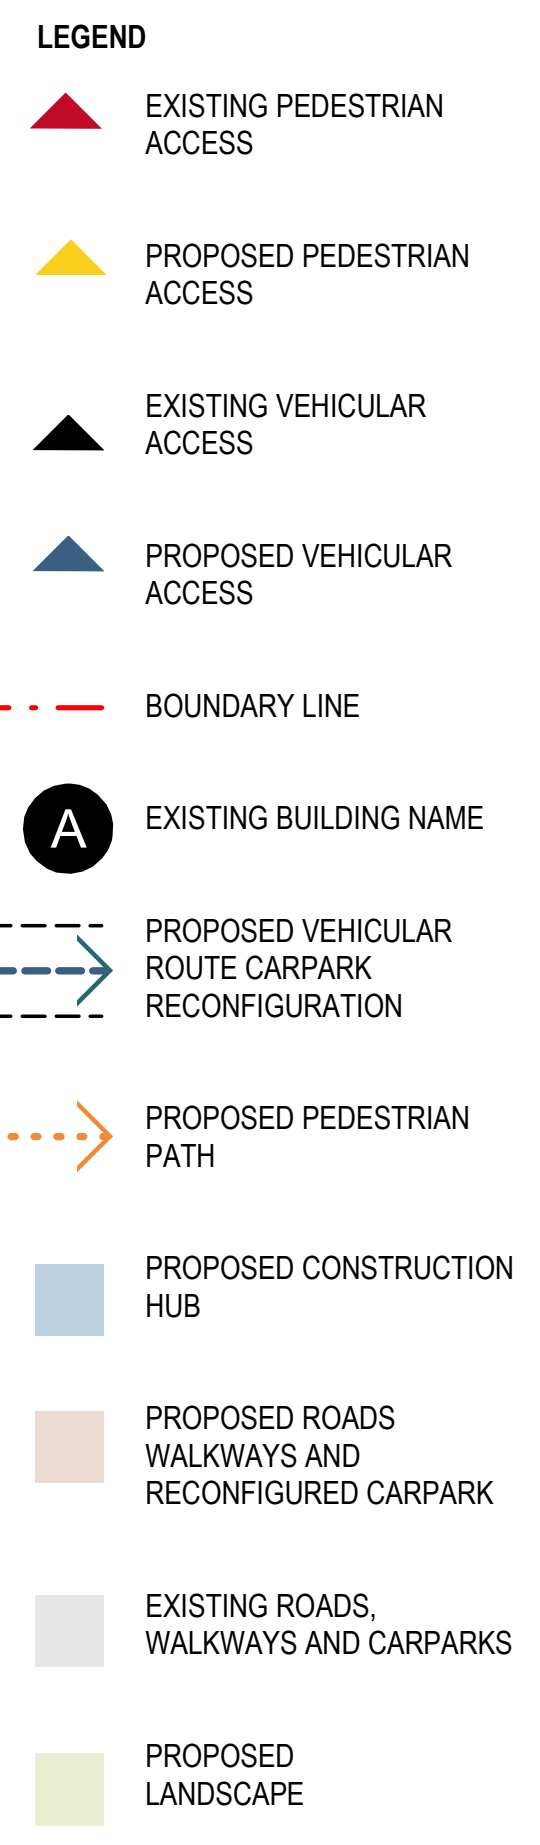 LEGEND
EXISTING PEDESTRIAN
ACCESS
PROPOSED PEDESTRIAN
ACCESS
EXISTING VEHICULAR
ACCESS
PROPOSED VEHICULAR
ACCESS
BOUNDARY LINE
A
EXISTING BUILDING NAME
PROPOSED VEHICULAR
ROUTE CARPARK
RECONFIGURATION
PROPOSED PEDESTRIAN
PATH
PROPOSED CONSTRUCTION
HUB
PROPOSED ROADS
WALKWAYS AND
RECONFIGURED CARPARK
EXISTING ROADS,
WALKWAYS AND CARPARKS
PROPOSED
LANDSCAPE